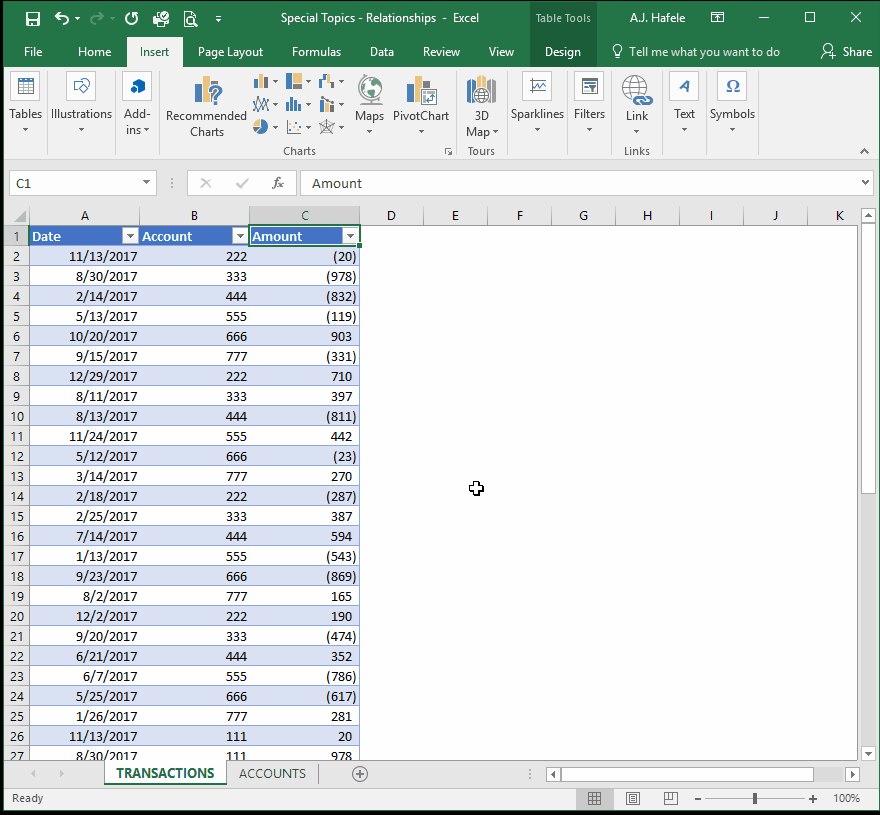 Special Topics - Relationships - Excel
Table Tools
A.J. Hafele
File Home Insert Page Layout Formulas Data Review View Design Tell me what you want to do Share
Tables
Illustrations
Add-
ins
Recommended
Charts
Maps
PivotChart
3D
Map
Sparklines
Filters
Link
Text
Symbols
Charts
Tours
Links
C1 fx Amount
A B C D E F G H I J K
1 Date Account Amount
2 11/13/2017 222 (20)
3 8/30/2017 333 (978)
4 2/14/2017 444 (832)
5 5/13/2017 555 (119)
6 10/20/2017 666 903
7 9/15/2017 777 (331)
8 12/29/2017 222 710
9 8/11/2017 333 397
10 8/13/2017 444 (811)
11 11/24/2017 555 442
12 5/12/2017 666 (23)
13 3/14/2017 777 270
14 2/18/2017 222 (287)
15 2/25/2017 333 387
16 7/14/2017 444 594
17 1/13/2017 555 (543)
18 9/23/2017 666 (869)
19 8/2/2017 777 165
20 12/2/2017 222 190
21 9/20/2017 333 (474)
22 6/21/2017 444 352
23 6/7/2017 555 (786)
24 5/25/2017 666 (617)
25 1/26/2017 777 281
26 11/13/2017 111 20
27 8/30/2017 111 978
TRANSACTIONS ACCOUNTS
Ready
100%